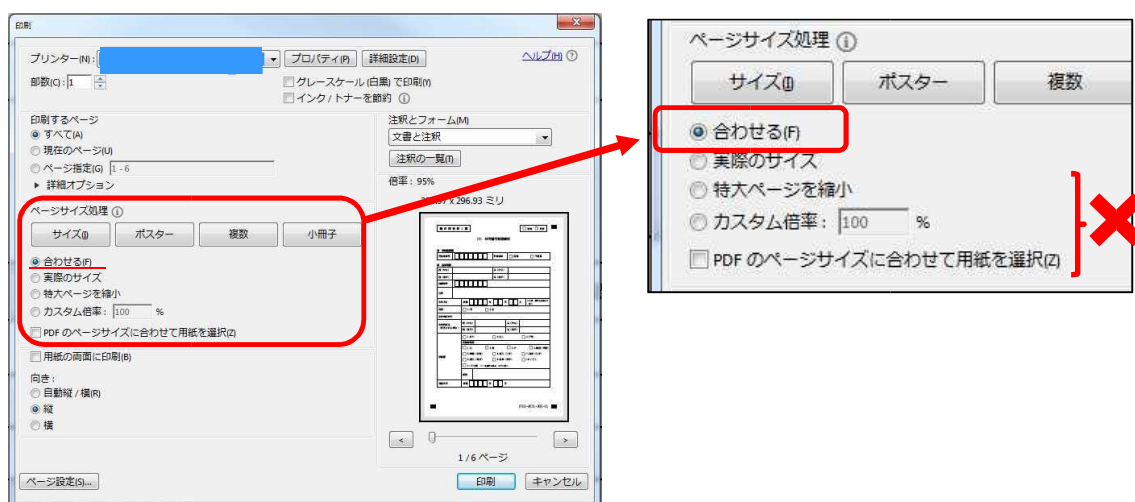 印刷
プリンター(N):
プロパティ(P)
詳細設定(D)
ヘルプ(H)
部数(C): 1
グレースケール (白黒) で印刷(Y)
インク / トナーを節約
印刷するページ
すべて(A)
現在のページ(U)
ページ指定(G) 1 - 6
詳細オプション
ページサイズ処理
サイズ(I) ポスター 複数 小冊子
合わせる(F)
実際のサイズ
特大ページを縮小
カスタム倍率: 100 %
PDF のページサイズに合わせて用紙を選択(Z)
用紙の両面に印刷(B)
向き:
自動縦 / 横(R)
縦
横
ページ設定(S)...
注釈とフォーム(M)
文書と注釈
注釈の一覧(T)
倍率: 95%
x 296.93 ミリ
<
>
1 / 6 ページ
印刷
キャンセル
ページサイズ処理
サイズ(I) ポスター 複数
合わせる(F)
実際のサイズ
特大ページを縮小
カスタム倍率: 100 %
PDF のページサイズに合わせて用紙を選択(Z)